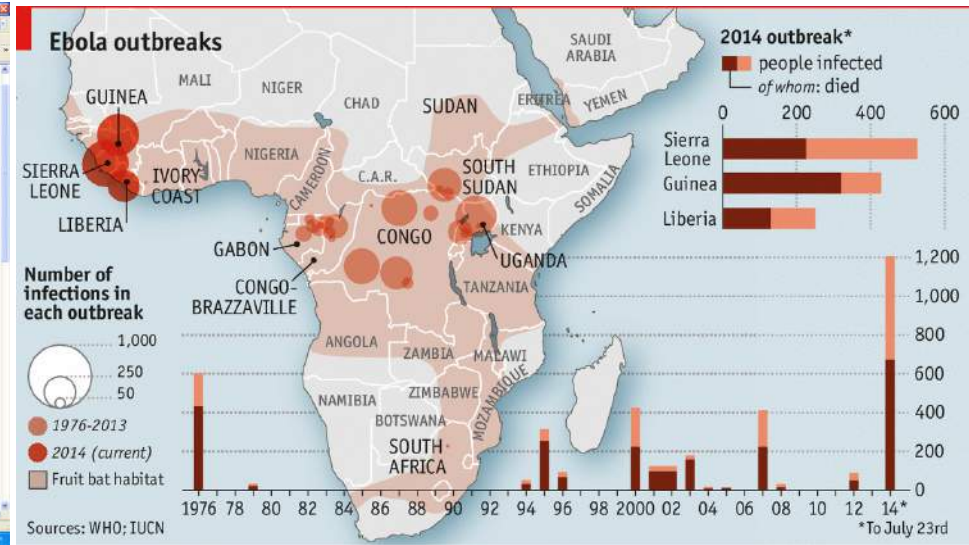 Ebola outbreaks
2014 outbreak*
people infected
of whom: died
0 200 400 600
Sierra
Leone
Guinea
Liberia
SAUDI
ARABIA
YEMEN
ERITREA
MALI
NIGER
CHAD
SUDAN
GUINEA
SIERRA
LEONE
LIBERIA
IVORY
COAST
NIGERIA
CAMEROON
C.A.R.
SOUTH
SUDAN
ETHIOPIA
SOMALIA
GABON
CONGO-
BRAZZAVILLE
CONGO
KENYA
UGANDA
TANZANIA
ANGOLA
ZAMBIA
MALAWI
MOZAMBIQUE
NAMIBIA
ZIMBABWE
BOTSWANA
SOUTH
AFRICA
Number of
infections in
each outbreak
1,000
250
50
1976-2013
2014 (current)
Fruit bat habitat
1,200
1,000
800
600
400
200
0
1976 78 80 82 84 86 88 90 92 94 96 98 2000 02 04 06 08 10 12 14*
Sources: WHO; IUCN
*To July 23rd